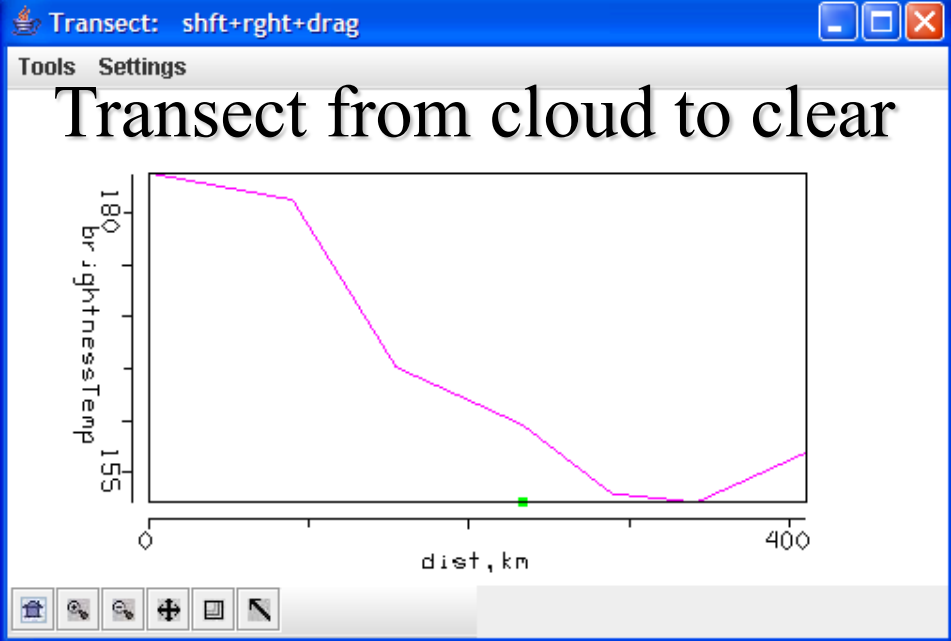 Transect: shft+rght+drag
Tools Settings
Transect from cloud to clear
180
brightnessTemp
155
0
400
dist,km